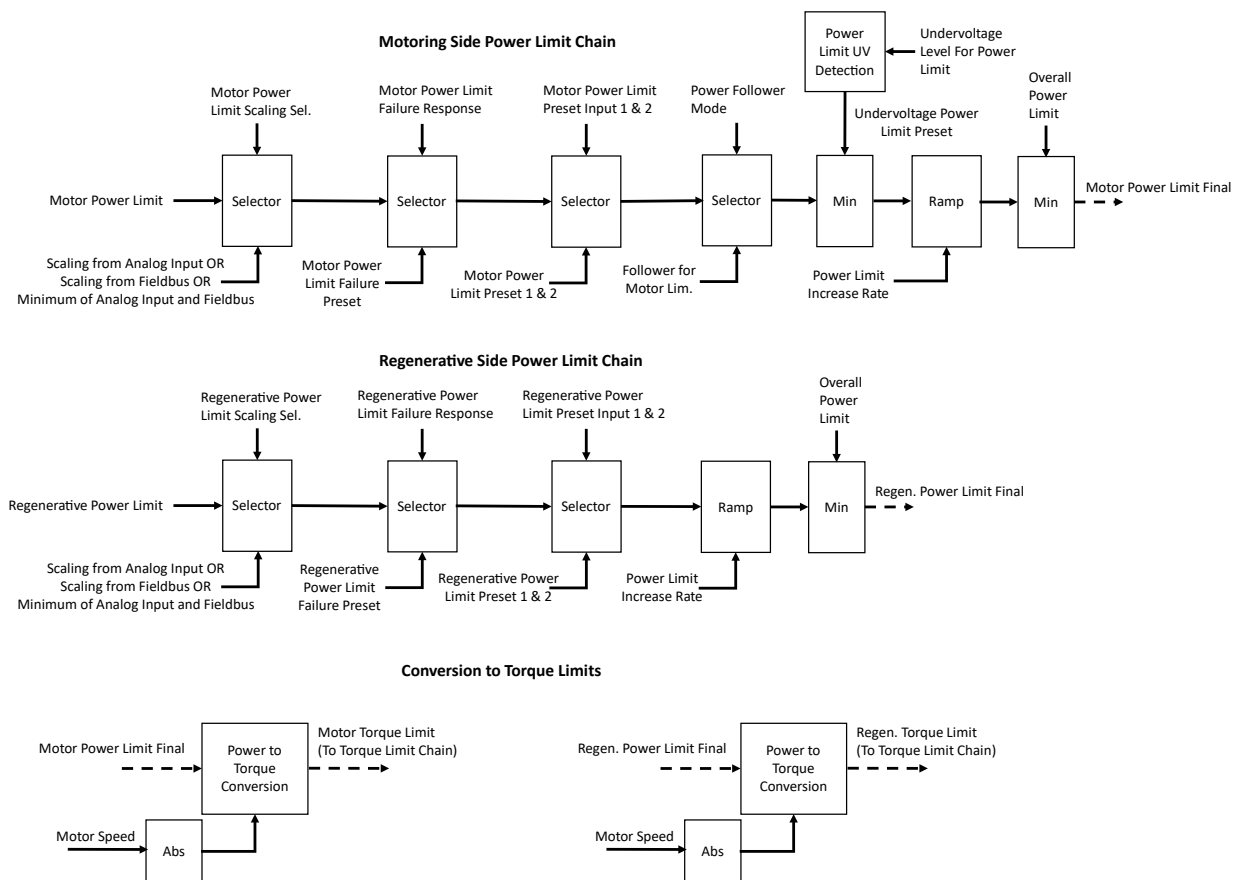 Motoring Side Power Limit Chain
Power
Limit UV
Detection
Undervoltage
Level For Power
Limit
Motor Power
Limit Scaling Sel.
Motor Power Limit
Failure Response
Motor Power Limit
Preset Input 1 & 2
Power Follower
Mode
Undervoltage Power
Limit Preset
Overall
Power
Limit
Motor Power Limit
Selector
Selector
Selector
Selector
Min
Ramp
Min
Motor Power Limit Final
Scaling from Analog Input OR
Scaling from Fieldbus OR
Minimum of Analog Input and Fieldbus
Motor Power
Limit Failure
Preset
Motor Power
Limit Preset 1 & 2
Follower for
Motor Lim.
Power Limit
Increase Rate
Regenerative Side Power Limit Chain
Regenerative Power
Limit Scaling Sel.
Regenerative Power
Limit Failure Response
Regenerative Power
Limit Preset Input 1 & 2
Overall
Power
Limit
Regenerative Power Limit
Selector
Selector
Selector
Ramp
Min
Regen. Power Limit Final
Scaling from Analog Input OR
Scaling from Fieldbus OR
Minimum of Analog Input and Fieldbus
Regenerative
Power Limit
Failure Preset
Regenerative Power
Limit Preset 1 & 2
Power Limit
Increase Rate
Conversion to Torque Limits
Motor Power Limit Final
Power to
Torque
Conversion
Motor Torque Limit
(To Torque Limit Chain)
Motor Speed
Abs
Regen. Power Limit Final
Power to
Torque
Conversion
Regen. Torque Limit
(To Torque Limit Chain)
Motor Speed
Abs